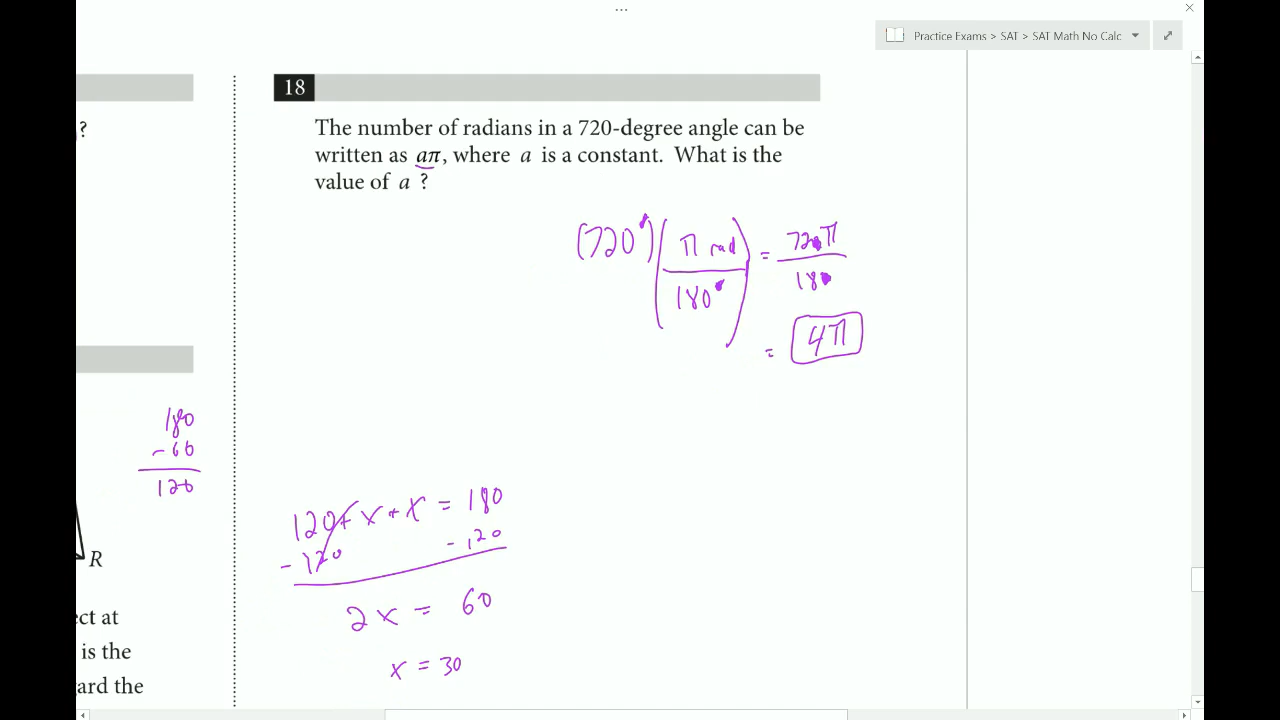 ...
Practice Exams > SAT > SAT Math No Calc
?
18
The number of radians in a 720-degree angle can be
written as aπ, where a is a constant. What is the
value of a ?
(720°)(π rad / 180°) = 720π / 180
= 4π
180
-60
120
120 + x + x = 180
-120 -120
2x = 60
x = 30
R
ect at
is the
ard the